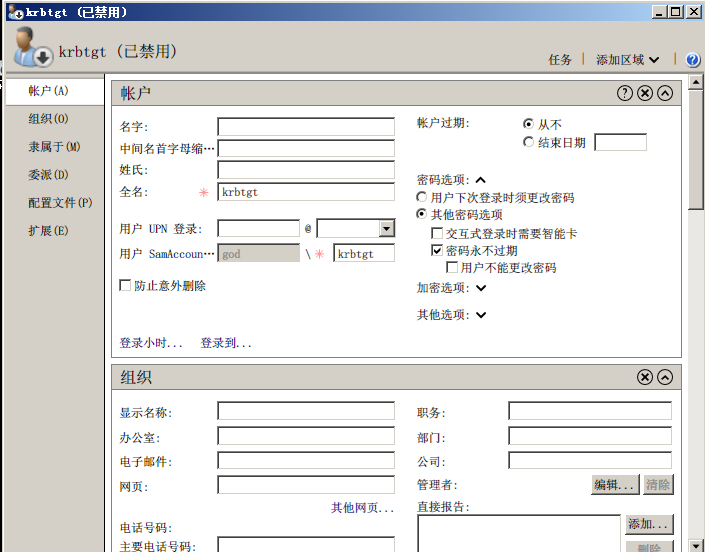 krbtgt (已禁用)
krbtgt (已禁用)
任务 添加区域
帐户(A)
组织(O)
隶属于(M)
委派(D)
配置文件(P)
扩展(E)
帐户
名字:
中间名首字母缩...
姓氏:
全名: * krbtgt
用户 UPN 登录: @
用户 SamAccoun... god \ * krbtgt
防止意外删除
登录小时... 登录到...
帐户过期: 从不
结束日期
密码选项:
用户下次登录时须更改密码
其他密码选项
交互式登录时需要智能卡
密码永不过期
用户不能更改密码
加密选项:
其他选项:
组织
显示名称:
办公室:
电子邮件:
网页:
其他网页...
电话号码:
主要电话号码:
职务:
部门:
公司:
管理者: 编辑... 清除
直接报告:
添加...
删除